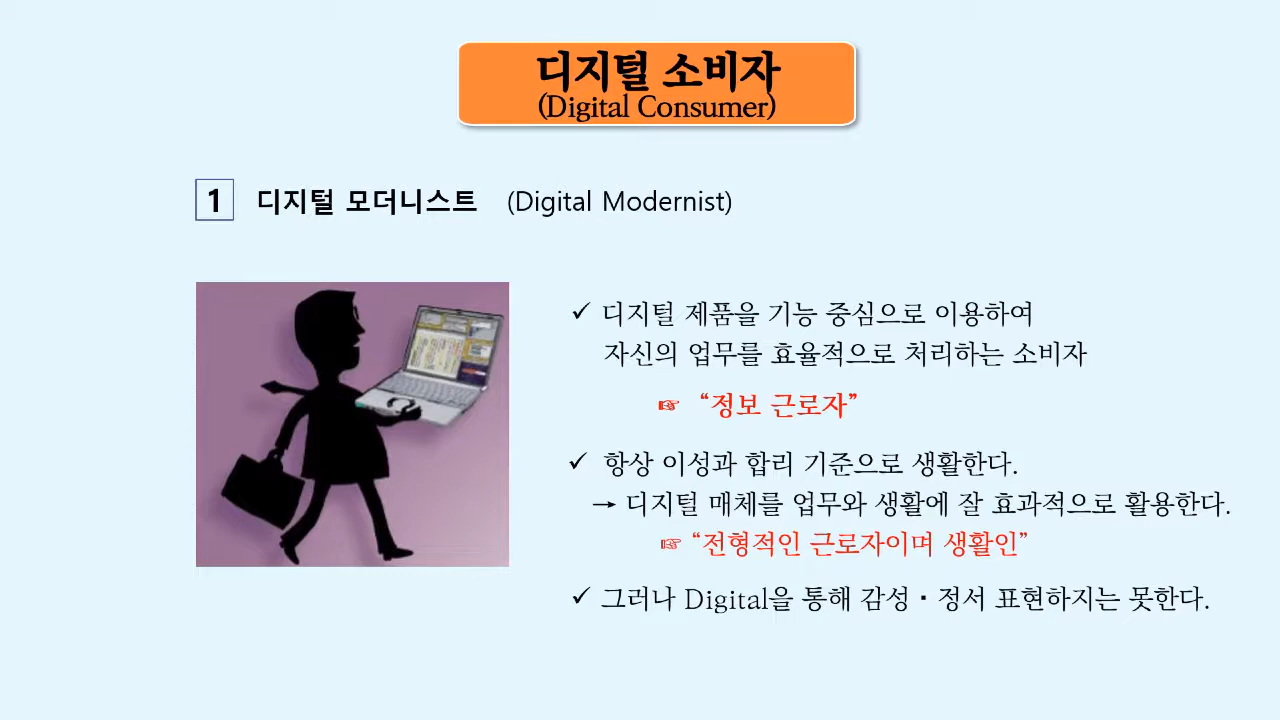 디지털 소비자
(Digital Consumer)
1 디지털 모더니스트 (Digital Modernist)
✓ 디지털 제품을 기능 중심으로 이용하여
자신의 업무를 효율적으로 처리하는 소비자
☞ “정보 근로자”
✓ 항상 이성과 합리 기준으로 생활한다.
→ 디지털 매체를 업무와 생활에 잘 효과적으로 활용한다.
☞ “전형적인 근로자이며 생활인”
✓ 그러나 Digital을 통해 감성・정서 표현하지는 못한다.